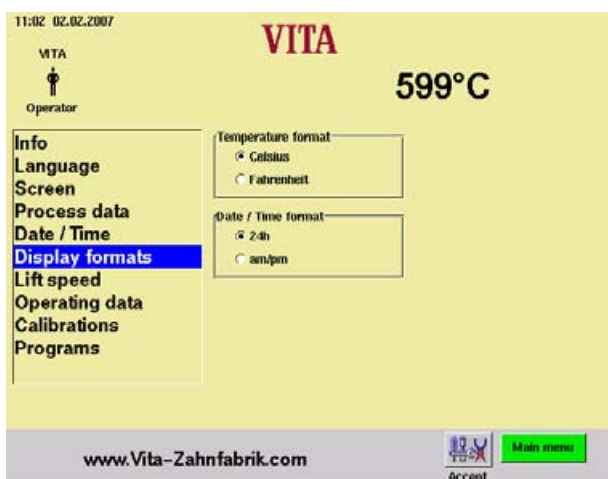 11:02 02.02.2007
VITA
VITA
Operator
599°C
Info
Language
Screen
Process data
Date / Time
Display formats
Lift speed
Operating data
Calibrations
Programs
Temperature format
Celsius
Fahrenheit
Date / Time format
24h
am/pm
www.Vita-Zahnfabrik.com
Accept
Main menu